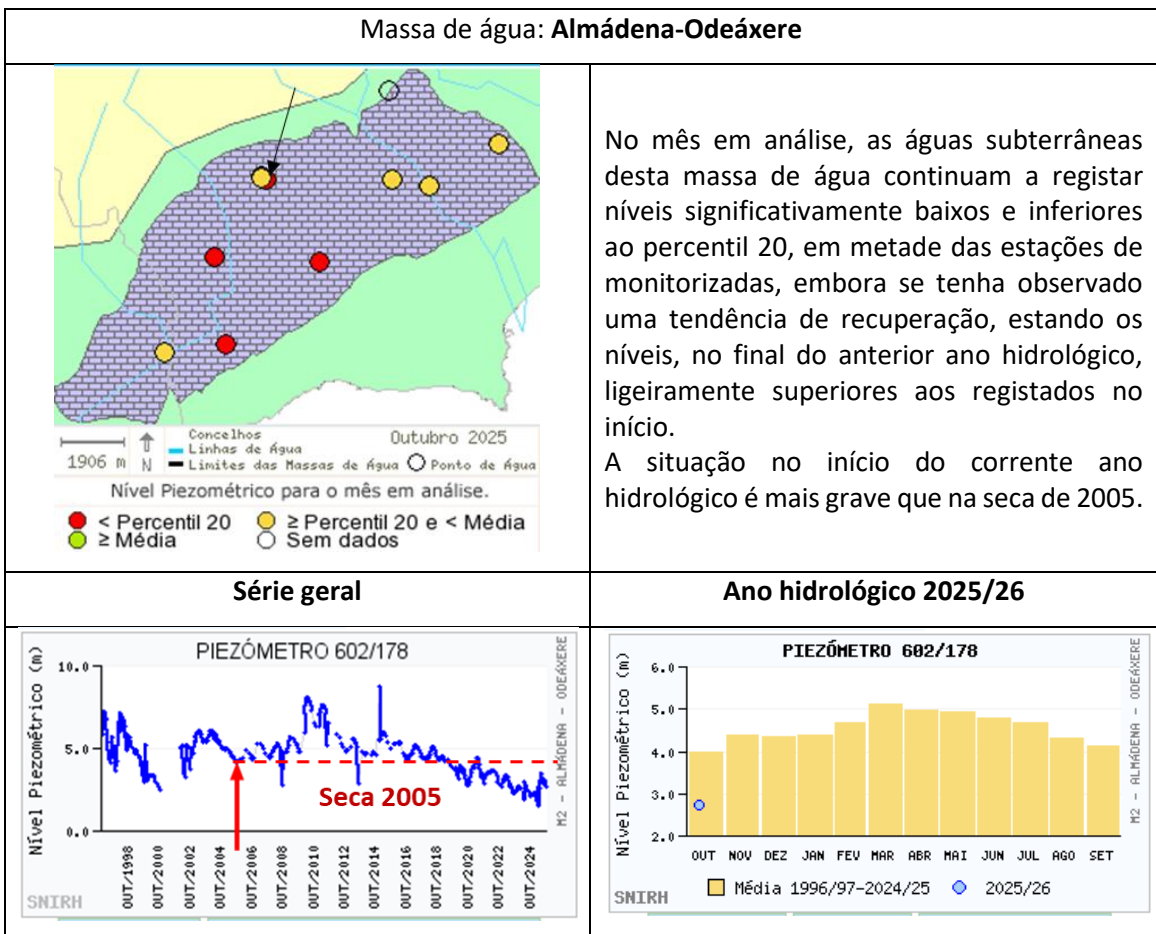 Massa de água: Almádena-Odeáxere
Concelhos
Outubro 2025
Linhas de Água
1906 m
N
Limites das Massas de Água
Ponto de Água
Nível Piezométrico para o mês em análise.
< Percentil 20
≥ Percentil 20 e < Média
≥ Média
Sem dados
No mês em análise, as águas subterrâneas
desta massa de água continuam a registar
níveis significativamente baixos e inferiores
ao percentil 20, em metade das estações de
monitorizadas, embora se tenha observado
uma tendência de recuperação, estando os
níveis, no final do anterior ano hidrológico,
ligeiramente superiores aos registados no
início.
A situação no início do corrente ano
hidrológico é mais grave que na seca de 2005.
Série geral
Ano hidrológico 2025/26
PIEZÓMETRO 602/178
Nível Piezométrico (m)
10.0
5.0
0.0
Seca 2005
OUT/1998
OUT/2000
OUT/2002
OUT/2004
OUT/2006
OUT/2008
OUT/2010
OUT/2012
OUT/2014
OUT/2016
OUT/2018
OUT/2020
OUT/2022
OUT/2024
M2 - ALMÁDENA - ODEÁXERE
SNIRH
PIEZÓMETRO 602/178
Nível Piezométrico (m)
6.0
5.0
4.0
3.0
2.0
OUT NOV DEZ JAN FEV MAR ABR MAI JUN JUL AGO SET
Média 1996/97-2024/25
2025/26
M2 - ALMÁDENA - ODEÁXERE
SNIRH